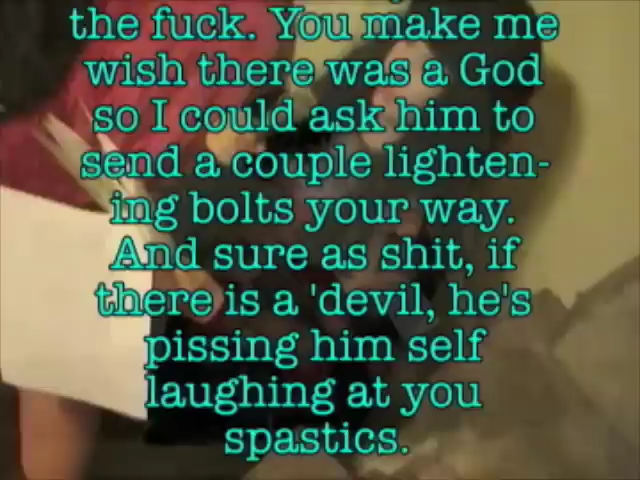 the fuck. You make me
wish there was a God
so I could ask him to
send a couple lighten-
ing bolts your way.
And sure as shit, if
there is a 'devil, he's
pissing him self
laughing at you
spastics.